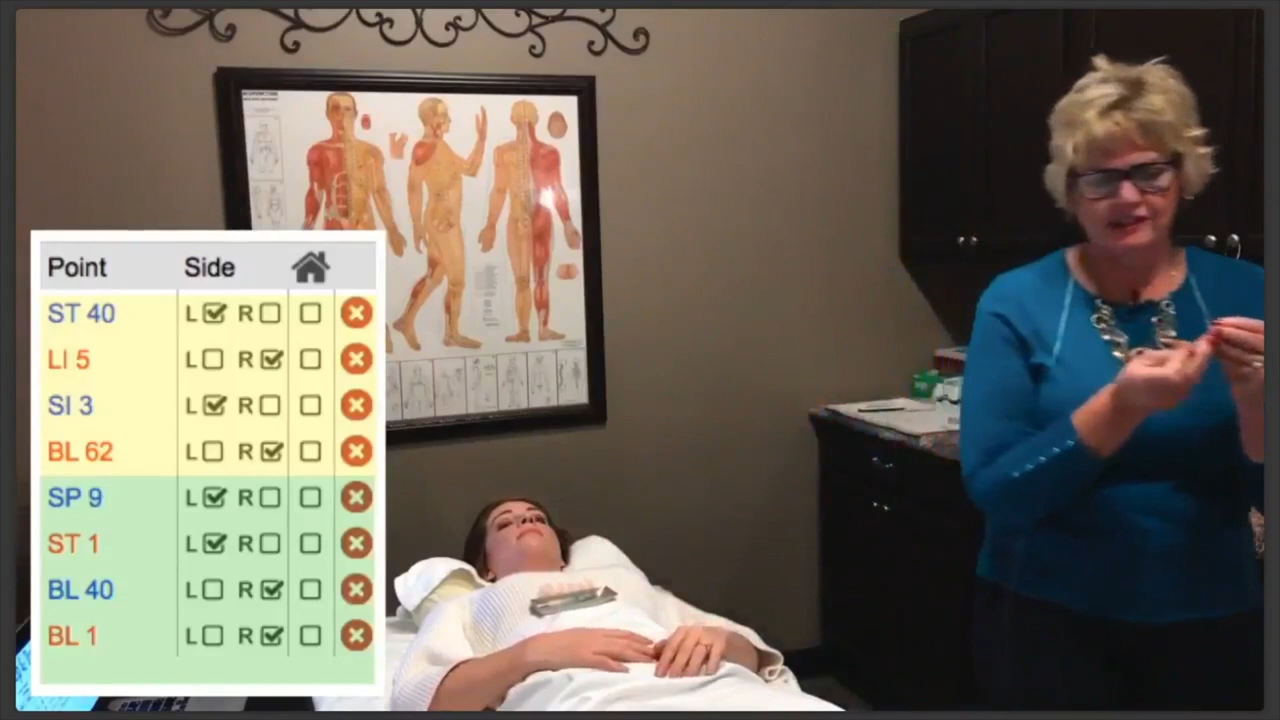 Point Side
ST 40 L R
LI 5 L R
SI 3 L R
BL 62 L R
SP 9 L R
ST 1 L R
BL 40 L R
BL 1 L R